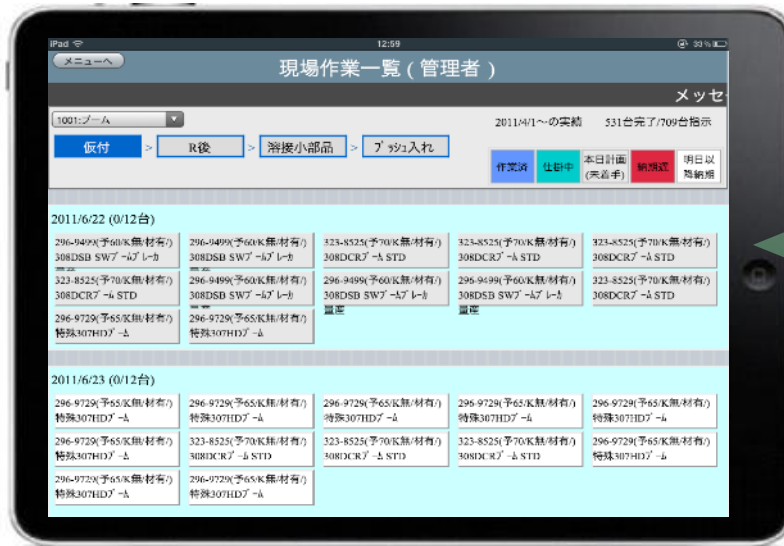 iPad 12:59 33%
メニューへ
現場作業一覧 ( 管理者 )
メッセ
1001:ブーム
2011/4/1〜の実績 531台完了/709台指示
仮付 > R後 > 溶接小部品 > ブッシュ入れ
作業済 仕掛中 本日計画(未着手) 納期遅 明日以降納期
2011/6/22 (0/12台)
296-9499(予60/K無/材有/) 296-9499(予60/K無/材有/) 323-8525(予70/K無/材有/) 323-8525(予70/K無/材有/) 323-8525(予70/K無/材有/)
308DSB SWブームブレーカ 308DSB SWブームブレーカ 308DCRブーム STD 308DCRブーム STD 308DCRブーム STD
323-8525(予70/K無/材有/) 296-9499(予60/K無/材有/) 296-9499(予60/K無/材有/) 296-9499(予60/K無/材有/) 323-8525(予70/K無/材有/)
308DCRブーム STD 308DSB SWブームブレーカ 308DSB SWブームブレーカ 308DSB SWブームブレーカ 308DCRブーム STD
量産 量産
296-9729(予65/K無/材有/) 296-9729(予65/K無/材有/)
特殊307HDブーム 特殊307HDブーム
2011/6/23 (0/12台)
296-9729(予65/K無/材有/) 296-9729(予65/K無/材有/) 296-9729(予65/K無/材有/) 296-9729(予65/K無/材有/) 296-9729(予65/K無/材有/)
特殊307HDブーム 特殊307HDブーム 特殊307HDブーム 特殊307HDブーム 特殊307HDブーム
296-9729(予65/K無/材有/) 323-8525(予70/K無/材有/) 323-8525(予70/K無/材有/) 323-8525(予70/K無/材有/) 296-9729(予65/K無/材有/)
特殊307HDブーム 308DCRブーム STD 308DCRブーム STD 308DCRブーム STD 特殊307HDブーム
296-9729(予65/K無/材有/) 296-9729(予65/K無/材有/)
特殊307HDブーム 特殊307HDブーム